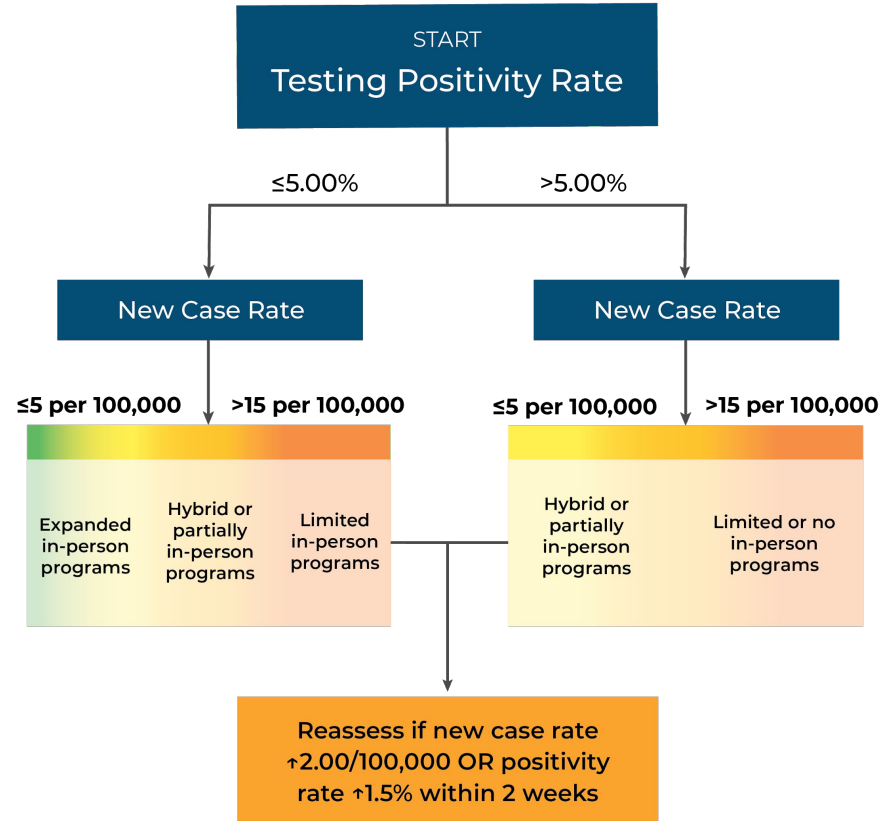 START
Testing Positivity Rate
≤5.00%
>5.00%
New Case Rate
New Case Rate
≤5 per 100,000
>15 per 100,000
≤5 per 100,000
>15 per 100,000
Expanded
in-person
programs
Hybrid or
partially
in-person
programs
Limited
in-person
programs
Hybrid or
partially
in-person
programs
Limited or no
in-person
programs
Reassess if new case rate
↑2.00/100,000 OR positivity
rate ↑1.5% within 2 weeks